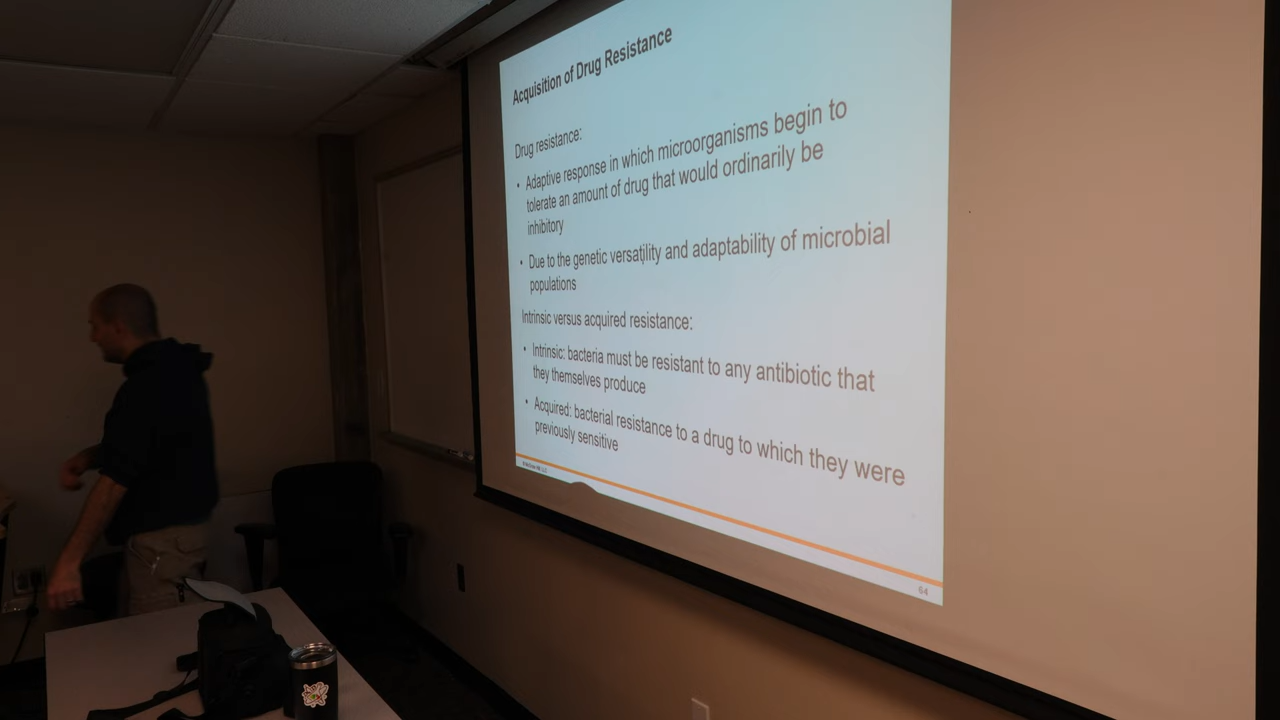 Acquisition of Drug Resistance
Drug resistance:
• Adaptive response in which microorganisms begin to
tolerate an amount of drug that would ordinarily be
inhibitory
• Due to the genetic versatility and adaptability of microbial
populations
Intrinsic versus acquired resistance:
• Intrinsic: bacteria must be resistant to any antibiotic that
they themselves produce
• Acquired: bacterial resistance to a drug to which they were
previously sensitive
© McGraw Hill LLC
64